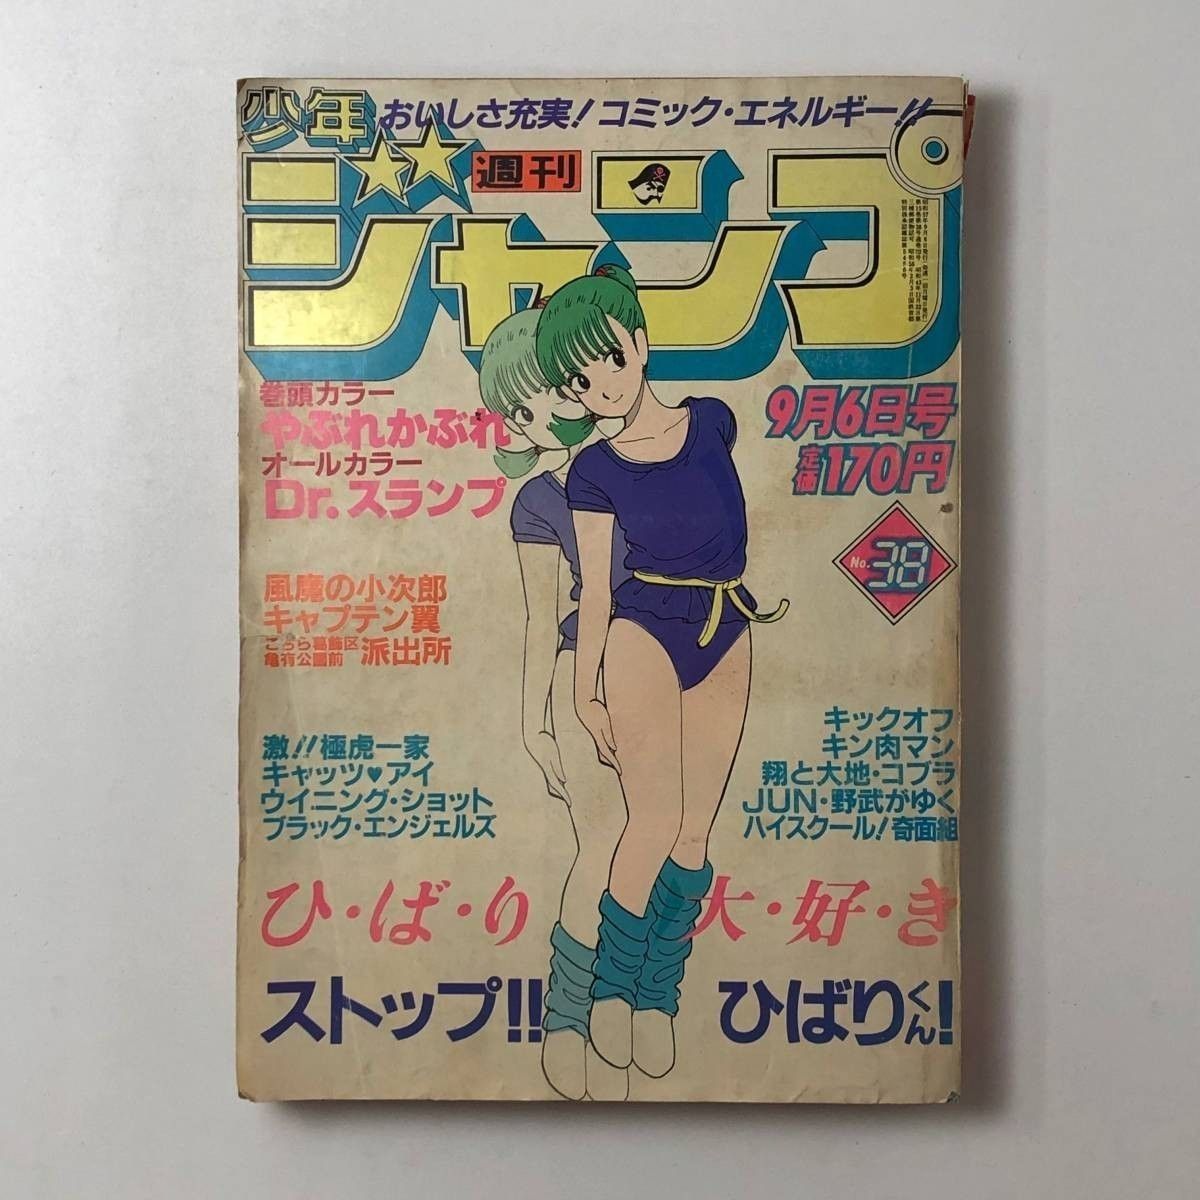 少年
おいしさ充実!コミック・エネルギー!!
週刊
ジャンプ
巻頭カラー
やぶれかぶれ
オールカラー
Dr.スランプ
9月6日号
定価170円
No.38
風魔の小次郎
キャプテン翼
こちら葛飾区
亀有公園前
派出所
激!!極虎一家
キャッツ♥アイ
ウイニング・ショット
ブラック・エンジェルズ
キックオフ
キン肉マン
翔と大地・コブラ
JUN・野武がゆく
ハイスクール!奇面組
ひ・ば・り 大・好・き
ストップ!! ひばりくん!